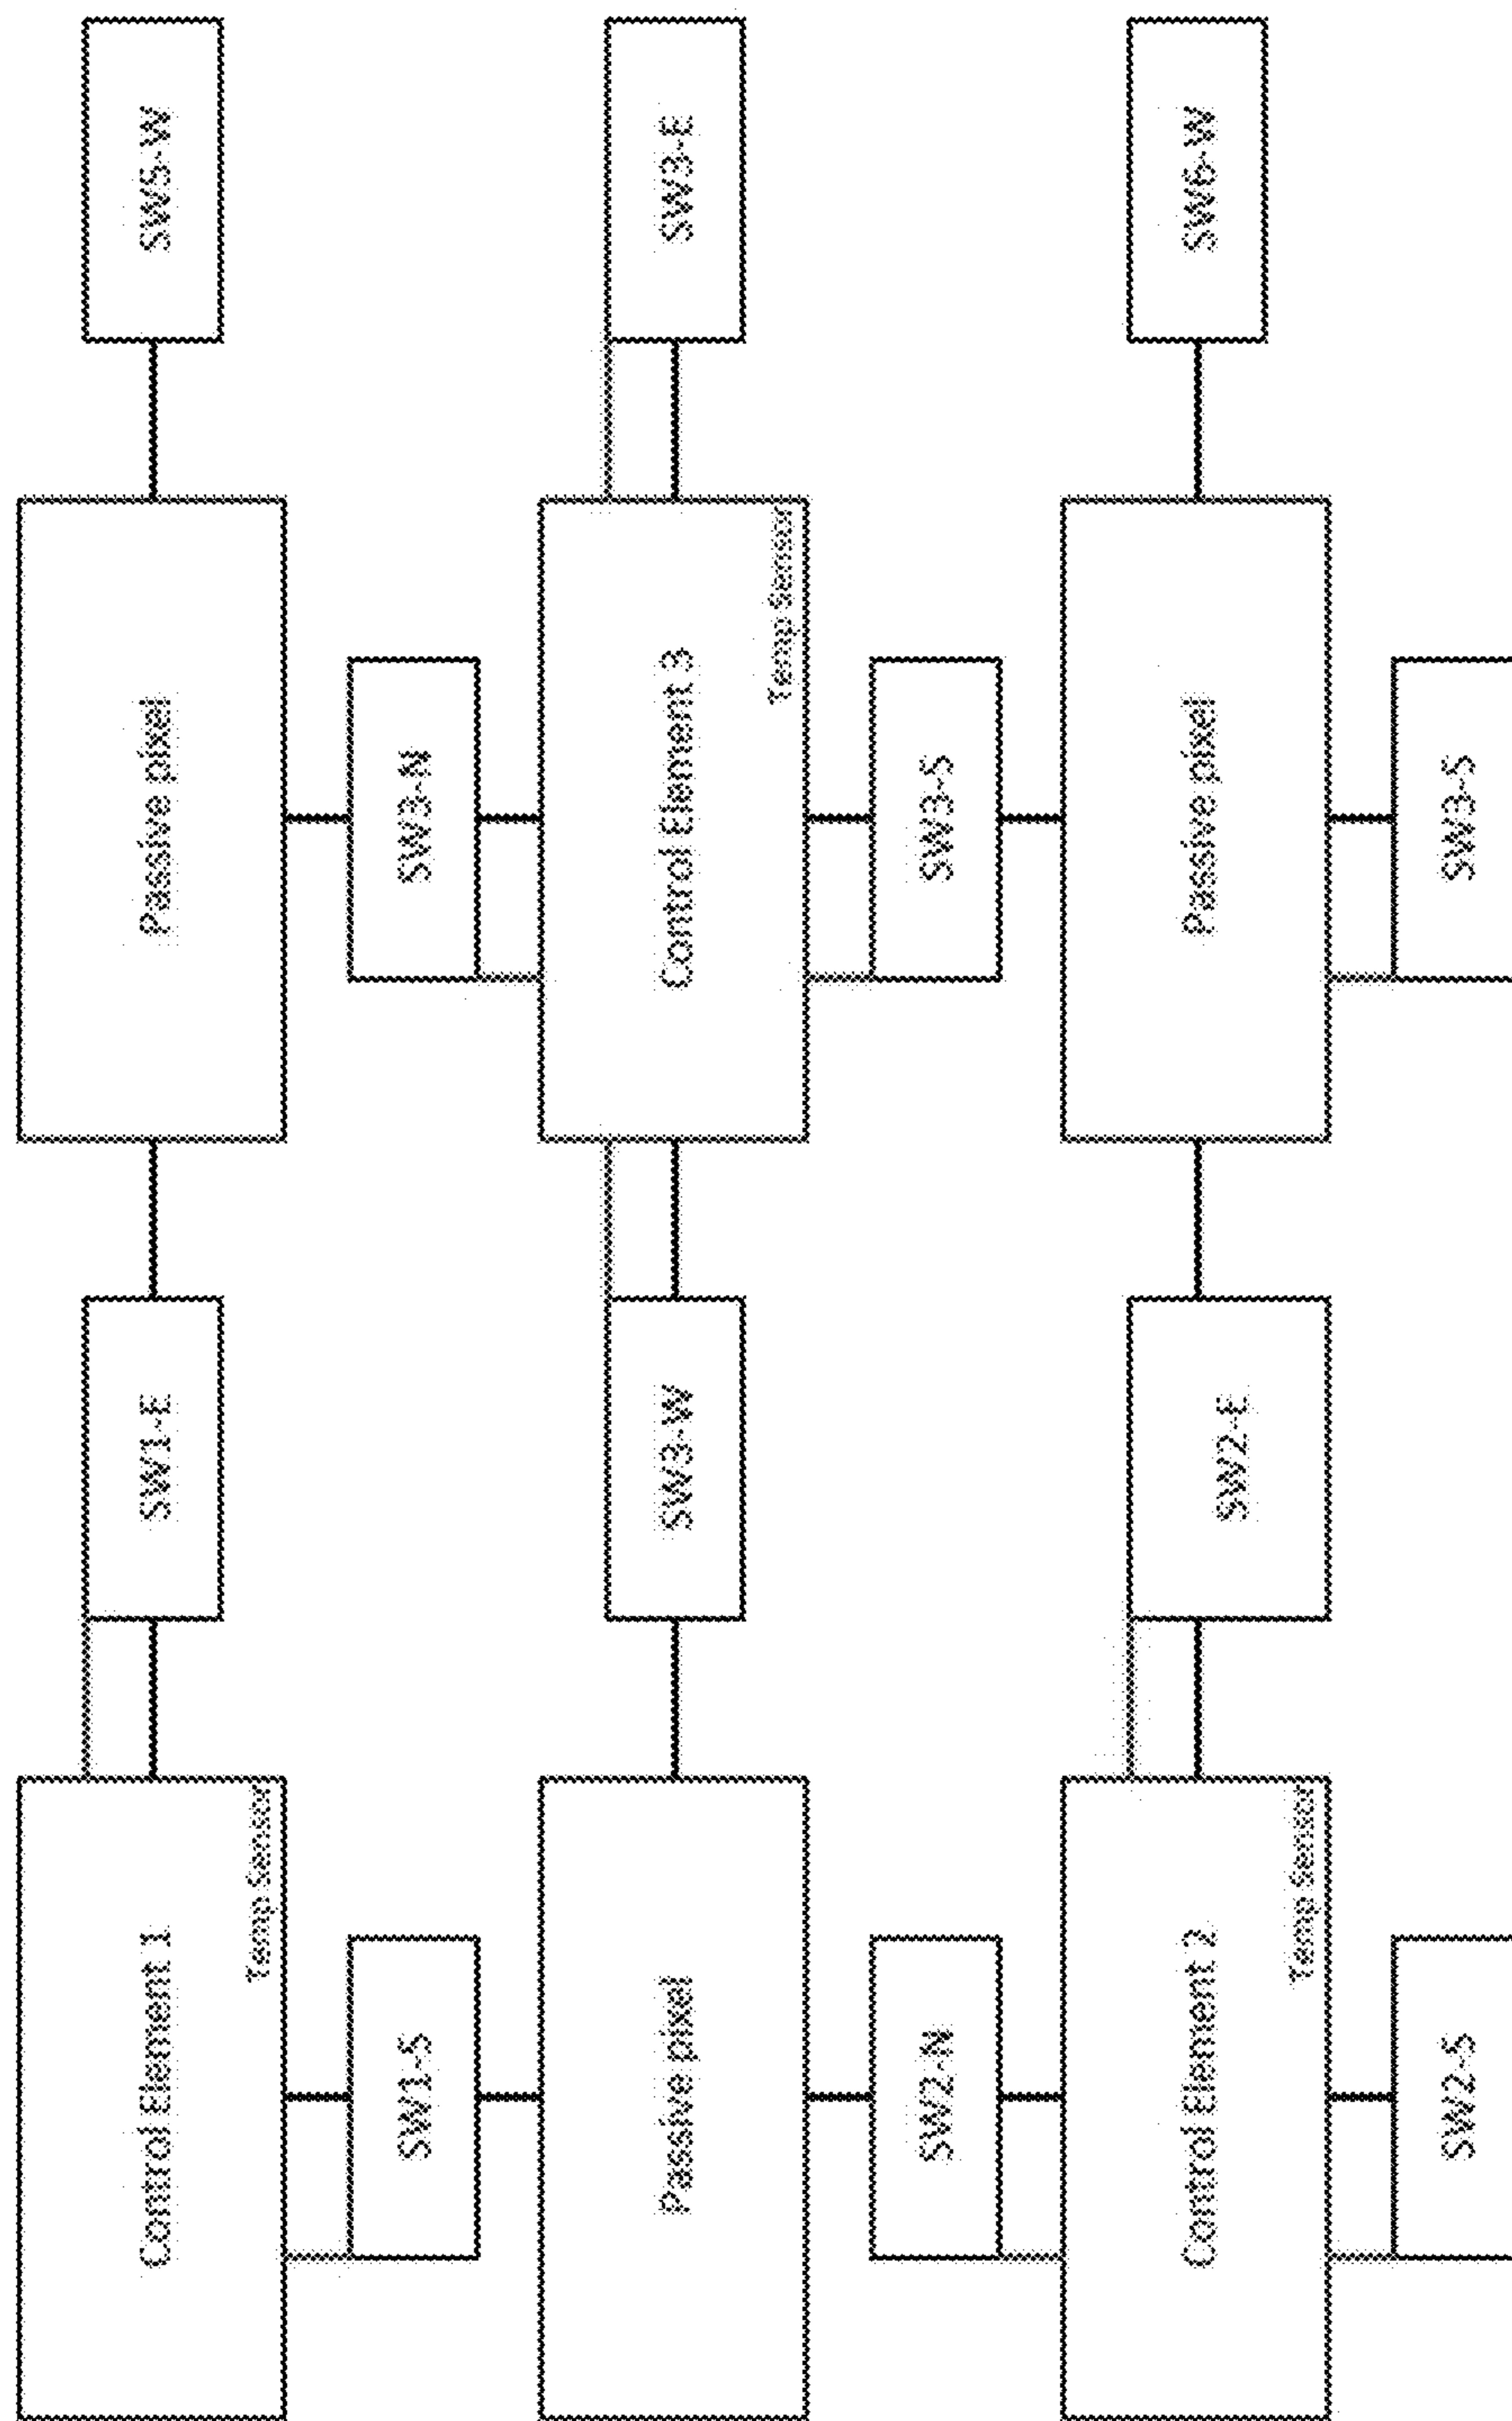 Control Element 1
SW1-E
Passive pixel
SW5-W
Temp Sensor
SW1-S
SW3-N
Passive pixel
SW3-W
Control Element 3
SW3-E
Temp Sensor
SW2-N
SW3-S
Control Element 2
SW2-E
Passive pixel
SW6-W
Temp Sensor
SW2-S
SW3-S